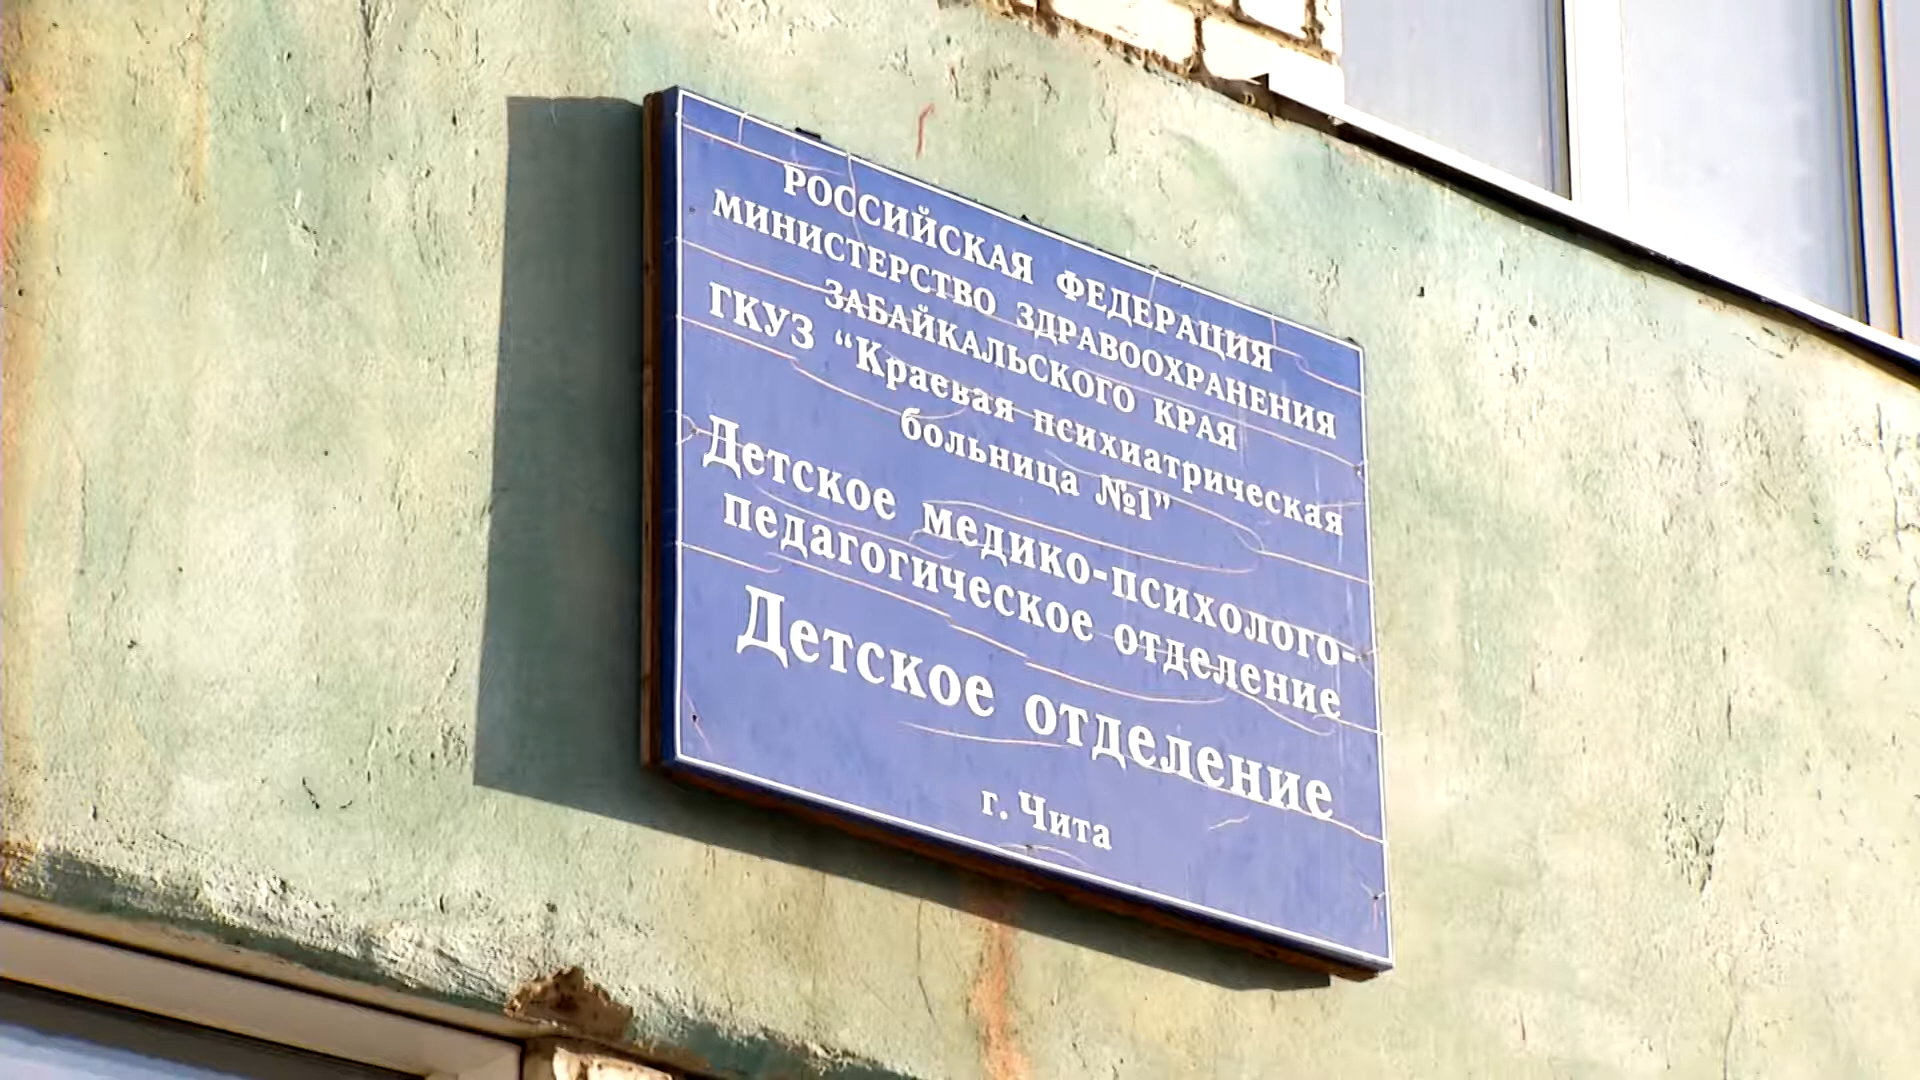 РОССИЙСКАЯ ФЕДЕРАЦИЯ
МИНИСТЕРСТВО ЗДРАВООХРАНЕНИЯ
ЗАБАЙКАЛЬСКОГО КРАЯ
ГКУЗ “Краевая психиатрическая
больница №1”
Детское медико-психолого-
педагогическое отделение
Детское отделение
г. Чита